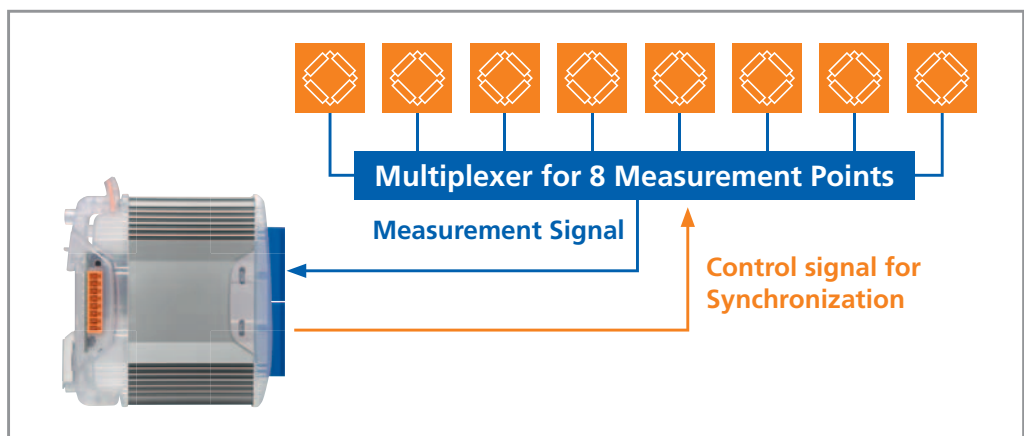 Multiplexer for 8 Measurement Points
Measurement Signal
Control signal for
Synchronization